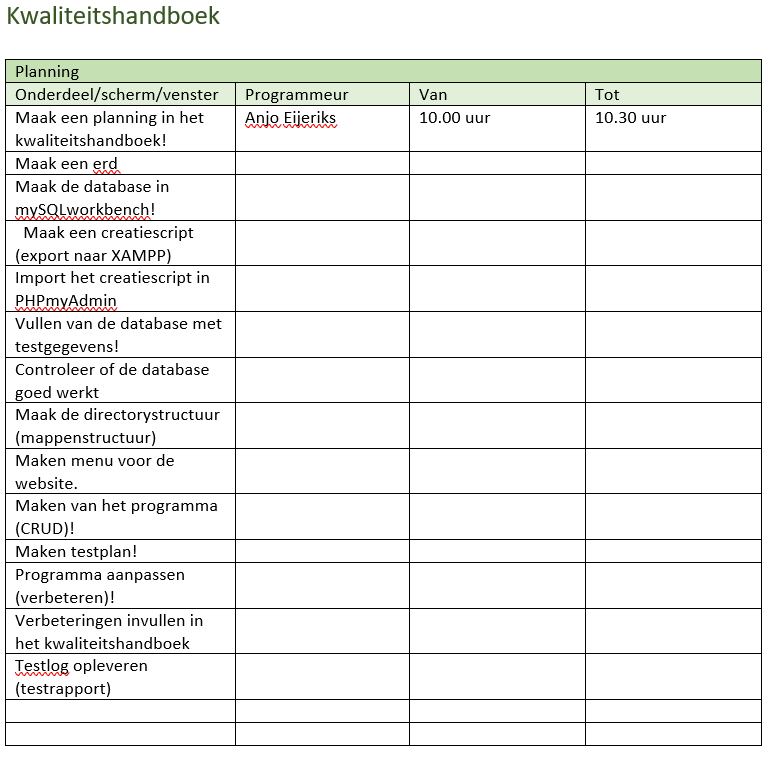 Kwaliteitshandboek
Planning
Onderdeel/scherm/venster Programmeur Van Tot
Maak een planning in het Anjo Eijeriks 10.00 uur 10.30 uur
kwaliteitshandboek!
Maak een erd
Maak de database in
mySQLworkbench!
Maak een creatiescript
(export naar XAMPP)
Import het creatiescript in
PHPmyAdmin
Vullen van de database met
testgegevens!
Controleer of de database
goed werkt
Maak de directorystructuur
(mappenstructuur)
Maken menu voor de
website.
Maken van het programma
(CRUD)!
Maken testplan!
Programma aanpassen
(verbeteren)!
Verbeteringen invullen in
het kwaliteitshandboek
Testlog opleveren
(testrapport)